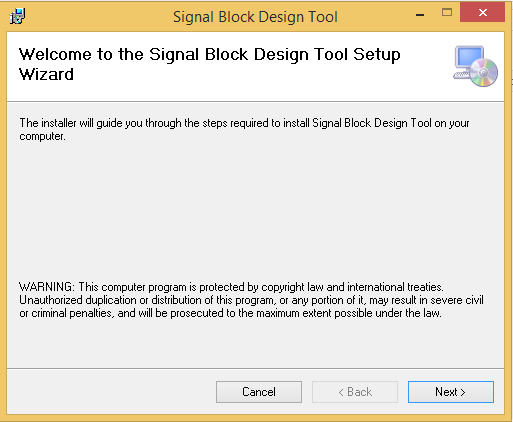 Signal Block Design Tool
Welcome to the Signal Block Design Tool Setup
Wizard
The installer will guide you through the steps required to install Signal Block Design Tool on your
computer.
WARNING: This computer program is protected by copyright law and international treaties.
Unauthorized duplication or distribution of this program, or any portion of it, may result in severe civil
or criminal penalties, and will be prosecuted to the maximum extent possible under the law.
Cancel
< Back
Next >